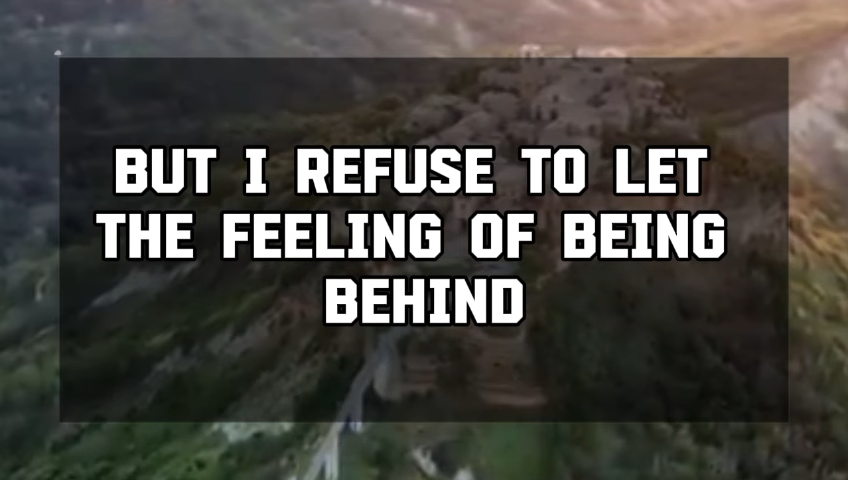 BUT I REFUSE TO LET
THE FEELING OF BEING
BEHIND